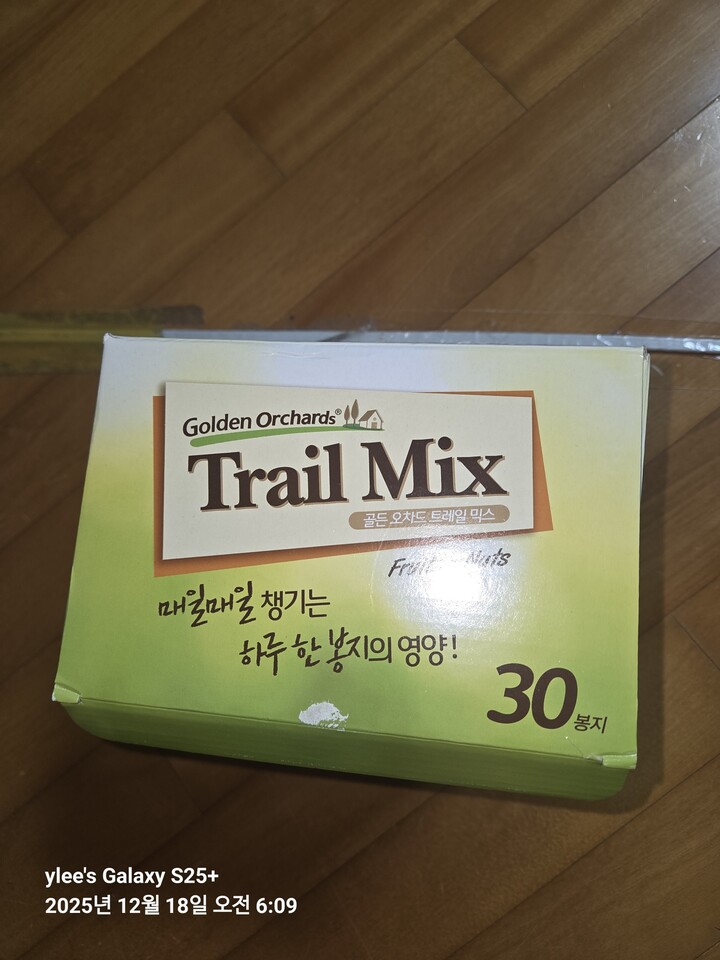 Golden Orchards®
Trail Mix
골든 오차드 트레일 믹스
Fruit Nuts
매일매일 챙기는
하루 한 봉지의 영양!
30봉지
ylee's Galaxy S25+
2025년 12월 18일 오전 6:09